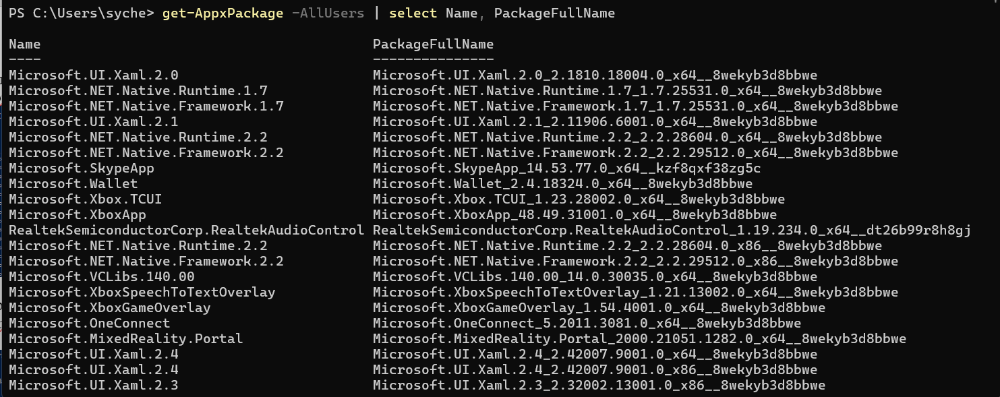 PS C:\Users\syche> get-AppxPackage -AllUsers | select Name, PackageFullName
Name PackageFullName
---- ---------------
Microsoft.UI.Xaml.2.0 Microsoft.UI.Xaml.2.0_2.1810.18004.0_x64__8wekyb3d8bbwe
Microsoft.NET.Native.Runtime.1.7 Microsoft.NET.Native.Runtime.1.7_1.7.25531.0_x64__8wekyb3d8bbwe
Microsoft.NET.Native.Framework.1.7 Microsoft.NET.Native.Framework.1.7_1.7.25531.0_x64__8wekyb3d8bbwe
Microsoft.UI.Xaml.2.1 Microsoft.UI.Xaml.2.1_2.11906.6001.0_x64__8wekyb3d8bbwe
Microsoft.NET.Native.Runtime.2.2 Microsoft.NET.Native.Runtime.2.2_2.2.28604.0_x64__8wekyb3d8bbwe
Microsoft.NET.Native.Framework.2.2 Microsoft.NET.Native.Framework.2.2_2.2.29512.0_x64__8wekyb3d8bbwe
Microsoft.SkypeApp Microsoft.SkypeApp_14.53.77.0_x64__kzf8qxf38zg5c
Microsoft.Wallet Microsoft.Wallet_2.4.18324.0_x64__8wekyb3d8bbwe
Microsoft.Xbox.TCUI Microsoft.Xbox.TCUI_1.23.28002.0_x64__8wekyb3d8bbwe
Microsoft.XboxApp Microsoft.XboxApp_48.49.31001.0_x64__8wekyb3d8bbwe
RealtekSemiconductorCorp.RealtekAudioControl RealtekSemiconductorCorp.RealtekAudioControl_1.19.234.0_x64__dt26b99r8h8gj
Microsoft.NET.Native.Runtime.2.2 Microsoft.NET.Native.Runtime.2.2_2.2.28604.0_x86__8wekyb3d8bbwe
Microsoft.NET.Native.Framework.2.2 Microsoft.NET.Native.Framework.2.2_2.2.29512.0_x86__8wekyb3d8bbwe
Microsoft.VCLibs.140.00 Microsoft.VCLibs.140.00_14.0.30035.0_x64__8wekyb3d8bbwe
Microsoft.XboxSpeechToTextOverlay Microsoft.XboxSpeechToTextOverlay_1.21.13002.0_x64__8wekyb3d8bbwe
Microsoft.XboxGameOverlay Microsoft.XboxGameOverlay_1.54.4001.0_x64__8wekyb3d8bbwe
Microsoft.OneConnect Microsoft.OneConnect_5.2011.3081.0_x64__8wekyb3d8bbwe
Microsoft.MixedReality.Portal Microsoft.MixedReality.Portal_2000.21051.1282.0_x64__8wekyb3d8bbwe
Microsoft.UI.Xaml.2.4 Microsoft.UI.Xaml.2.4_2.42007.9001.0_x64__8wekyb3d8bbwe
Microsoft.UI.Xaml.2.4 Microsoft.UI.Xaml.2.4_2.42007.9001.0_x86__8wekyb3d8bbwe
Microsoft.UI.Xaml.2.3 Microsoft.UI.Xaml.2.3_2.32002.13001.0_x86__8wekyb3d8bbwe